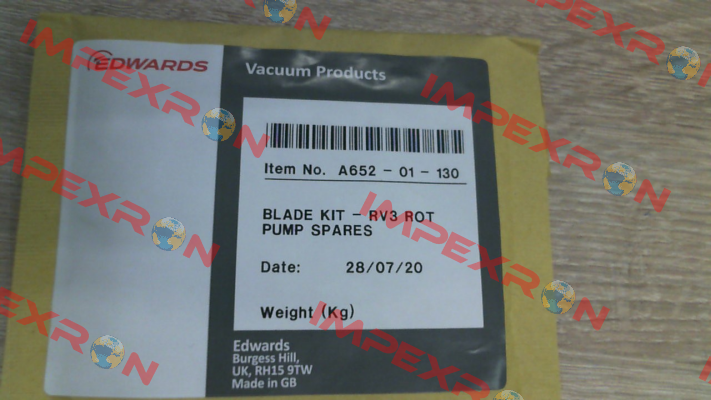 EDWARDS
Vacuum Products
Item No. A652 - 01 - 130
BLADE KIT - RV3 ROT
PUMP SPARES
Date: 28/07/20
Weight (Kg)
Edwards
Burgess Hill,
UK, RH15 9TW
Made in GB
IMPEXRON
IMPEXRON
IMPEXRON
IMPEXRON
IMPEXRON
IMPEXRON
IMPEXRON